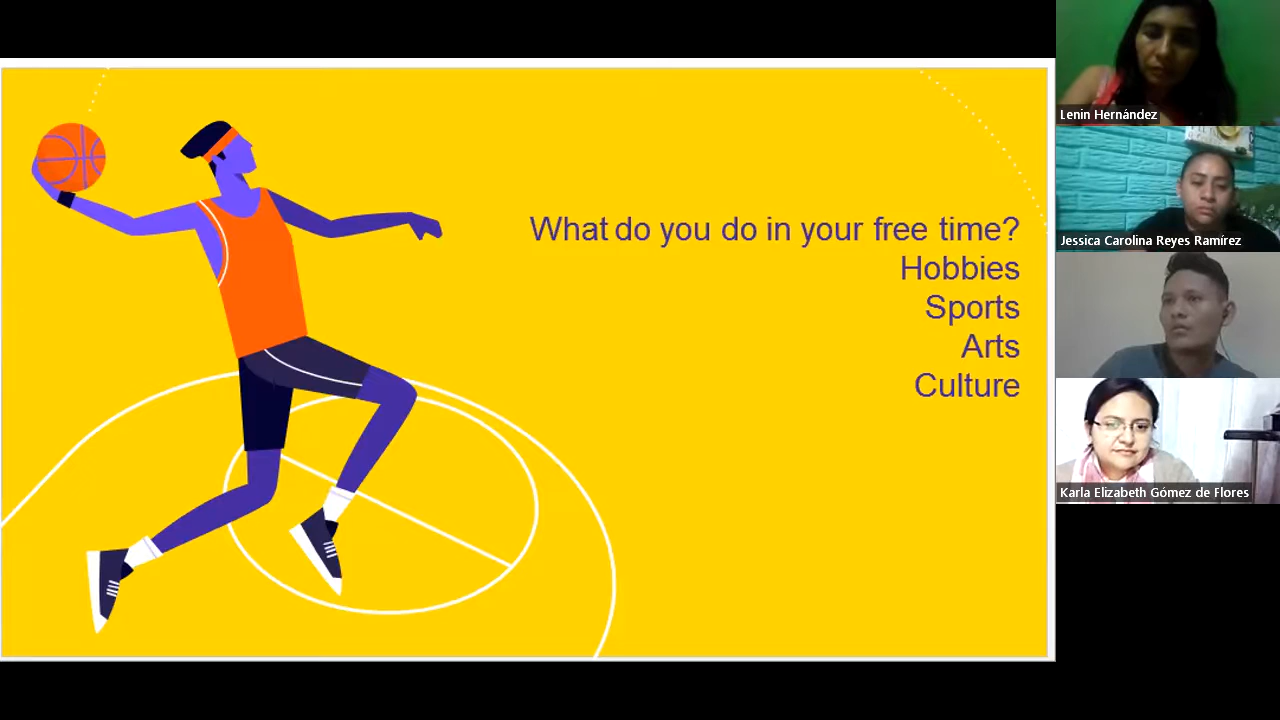 What do you do in your free time?
Hobbies
Sports
Arts
Culture
Lenin Hernández
Jessica Carolina Reyes Ramírez
Karla Elizabeth Gómez de Flores